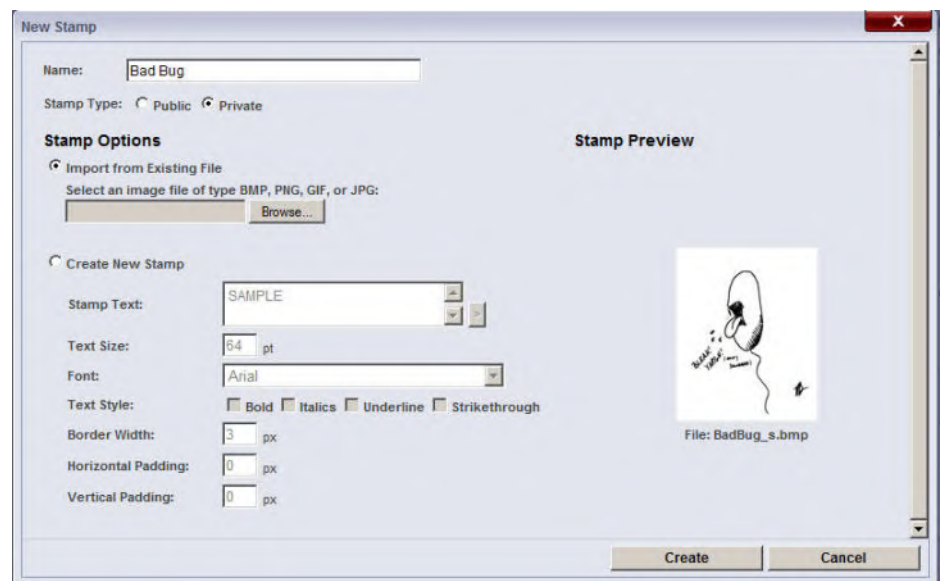 New Stamp
X
Name: Bad Bug
Stamp Type: Public Private
Stamp Options
Stamp Preview
Import from Existing File
Select an image file of type BMP, PNG, GIF, or JPG:
Browse...
Create New Stamp
Stamp Text: SAMPLE >
Text Size: 64 pt
Font: Arial
Text Style: Bold Italics Underline Strikethrough
Border Width: 3 px
File: BadBug_s.bmp
Horizontal Padding: 0 px
Vertical Padding: 0 px
Create Cancel